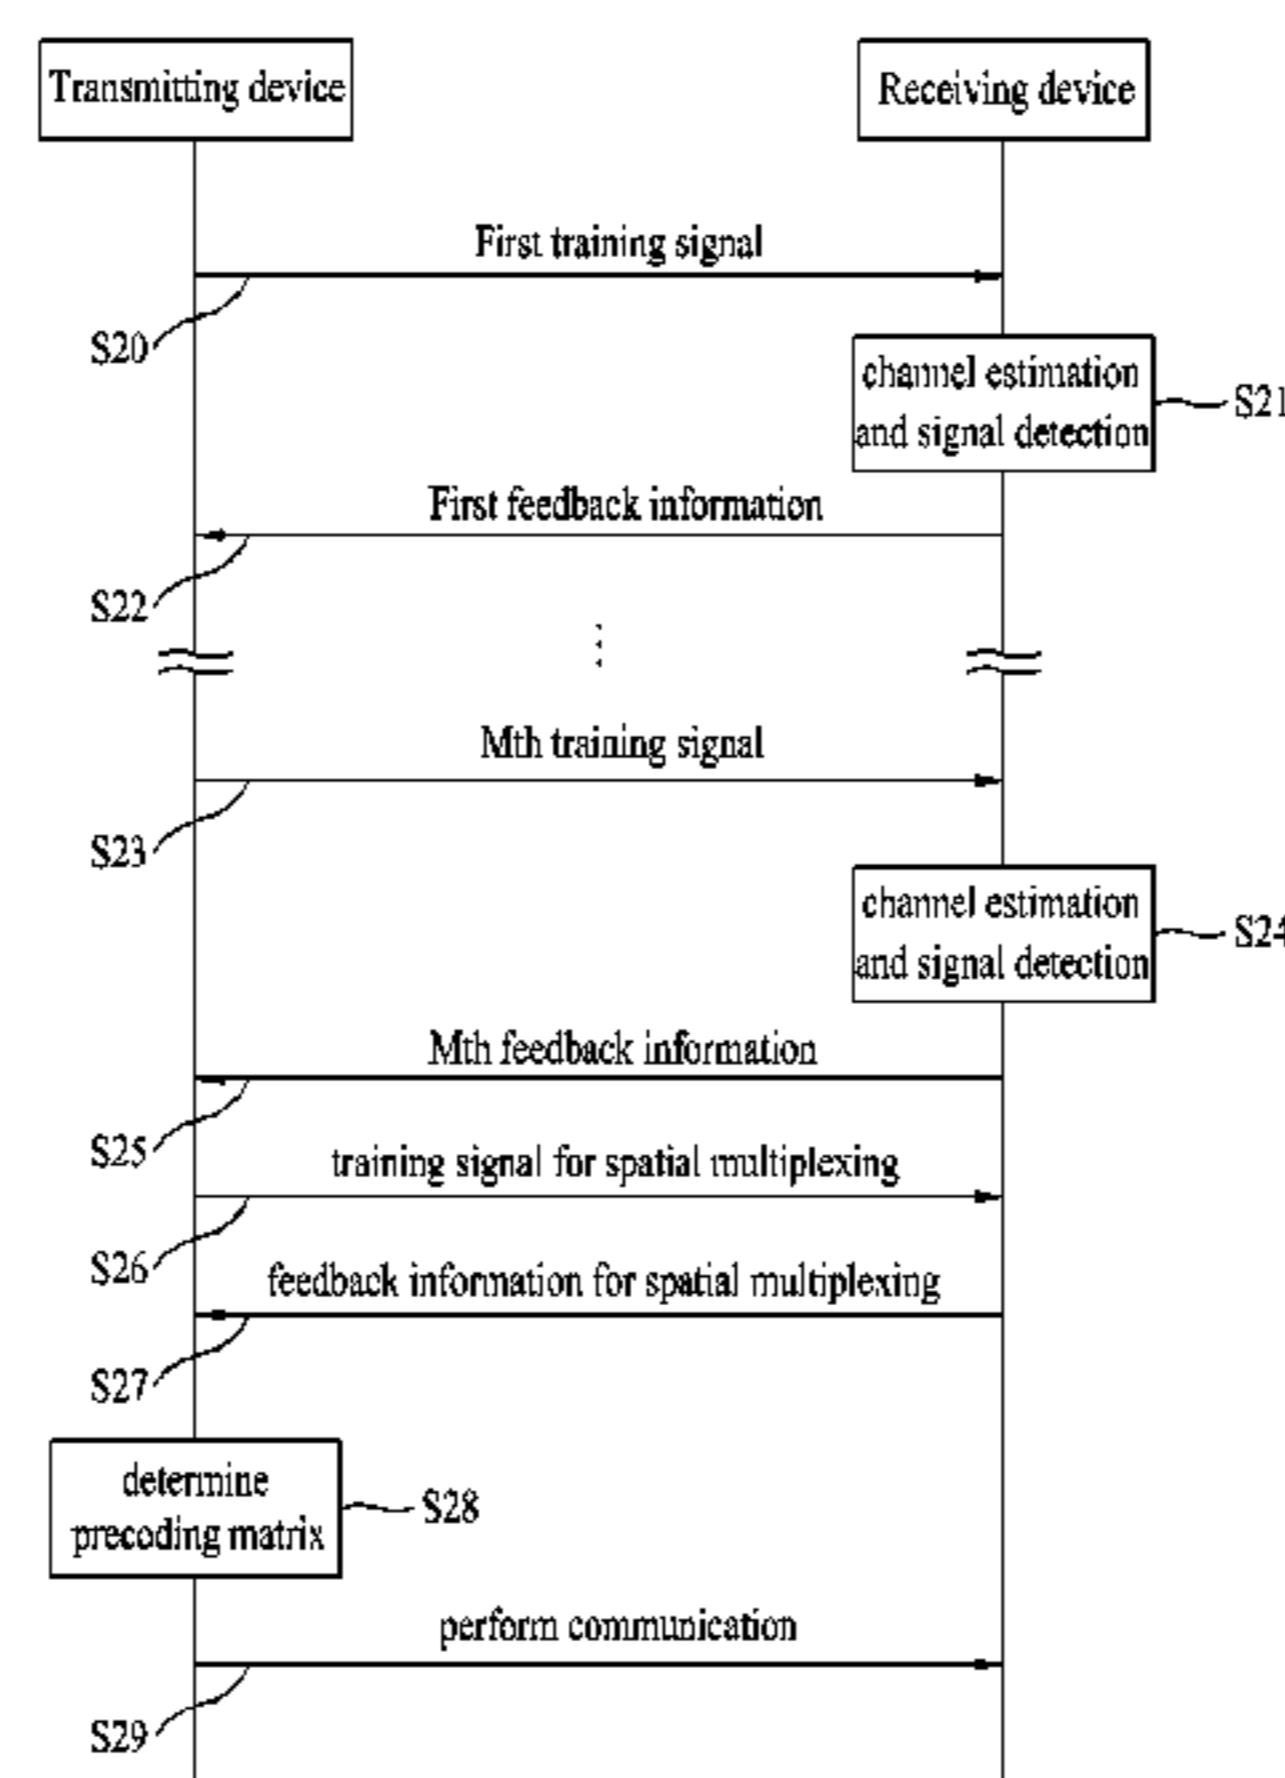 Transmitting device
Receiving device
First training signal
S20
channel estimation
and signal detection
S21
First feedback information
S22
Mth training signal
S23
channel estimation
and signal detection
S24
Mth feedback information
S25
training signal for spatial multiplexing
S26
feedback information for spatial multiplexing
S27
determine
precoding matrix
S28
perform communication
S29